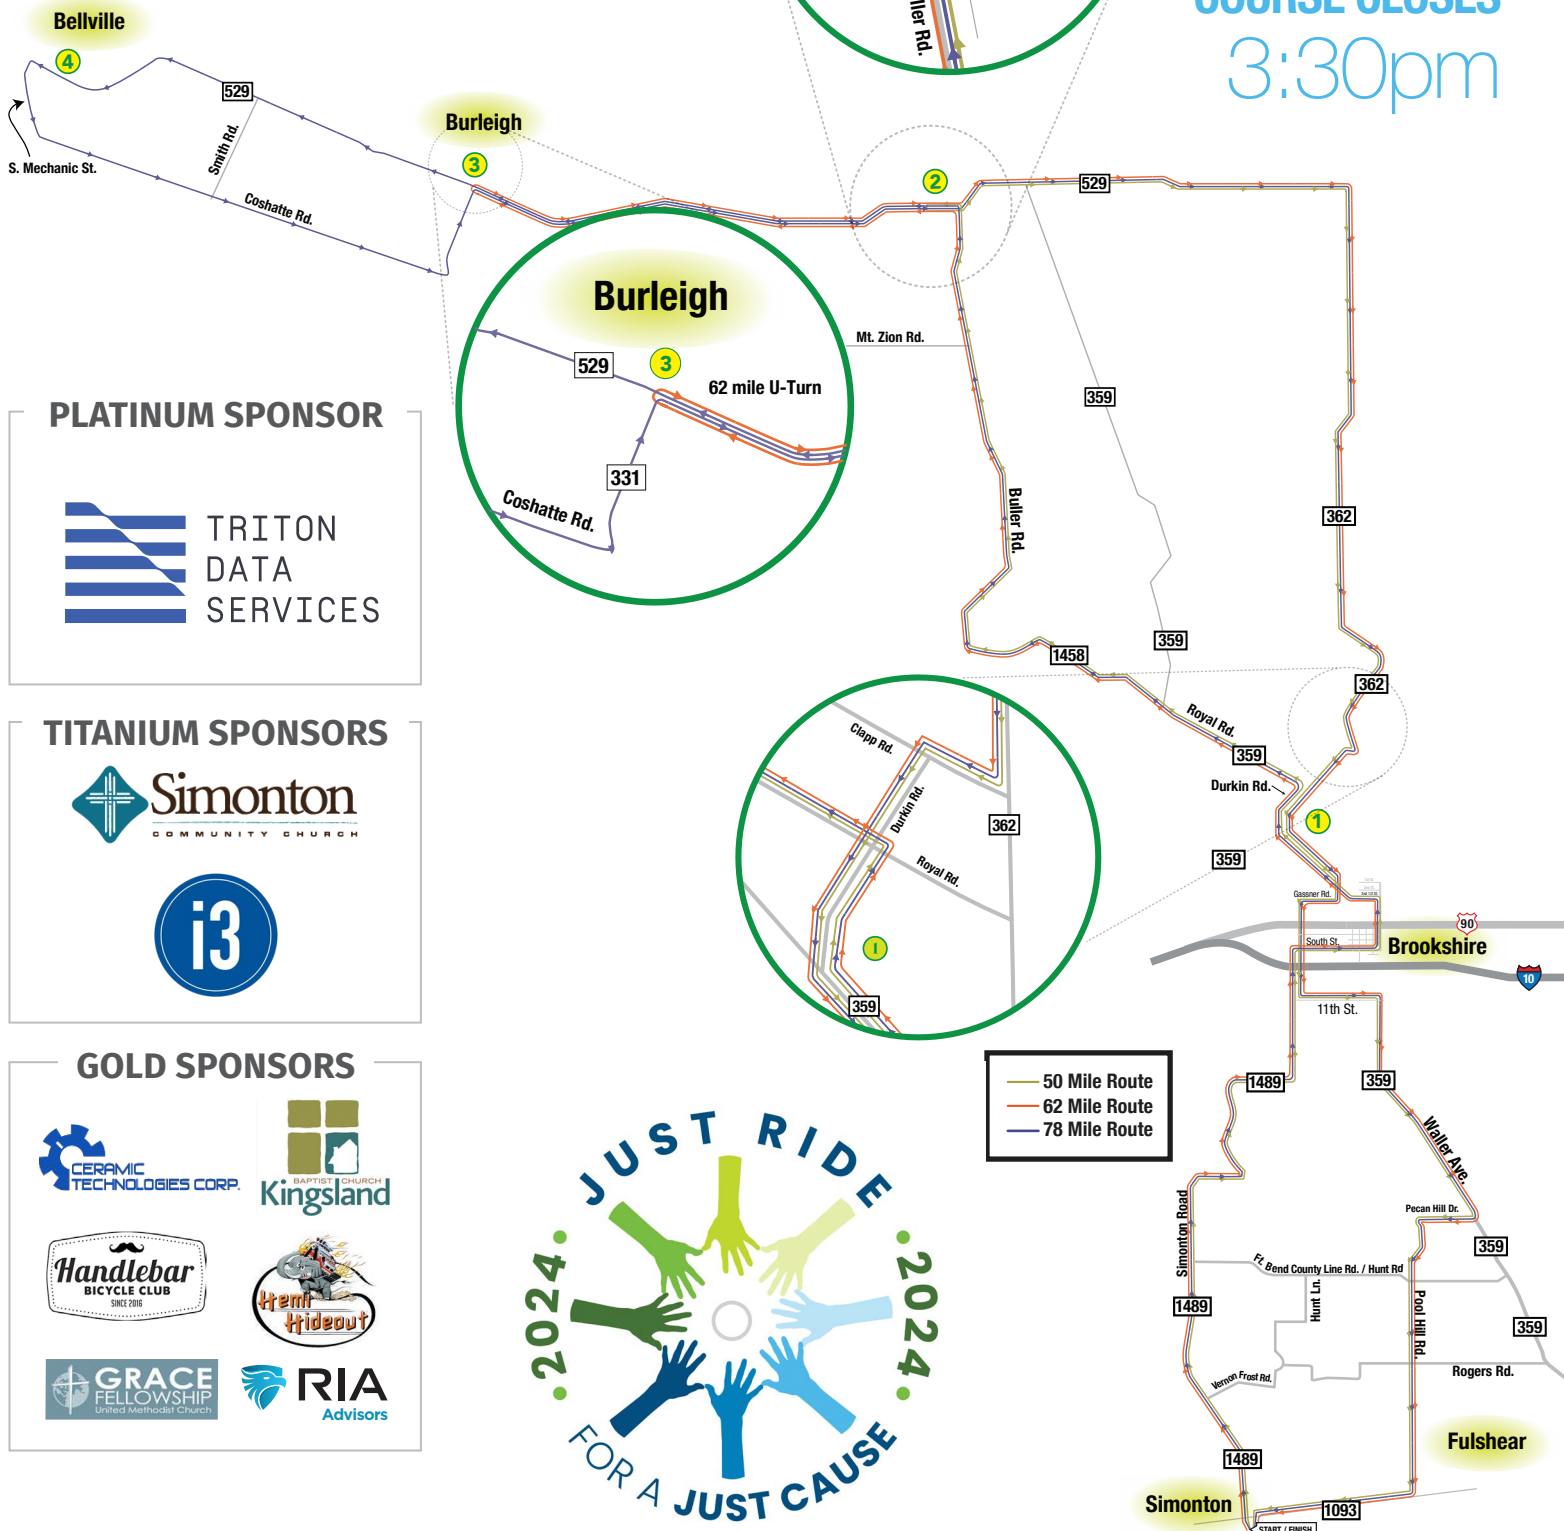 COURSE CLOSES
3:30pm
ller Rd.
Bellville
4
529
Smith Rd.
S. Mechanic St.
Coshatte Rd.
Burleigh
3
2
529
Burleigh
529
3
62 mile U-Turn
331
Coshatte Rd.
Mt. Zion Rd.
359
Buller Rd.
362
359
1458
362
Royal Rd.
359
Durkin Rd.
1
359
Clapp Rd.
Durkin Rd.
362
Royal Rd.
1
359
Gassner Rd.
90
South St.
Brookshire
10
11th St.
1489
359
Waller Ave.
Simonton Road
Pecan Hill Dr.
359
Ft. Bend County Line Rd. / Hunt Rd
Hunt Ln.
Pool Hill Rd.
1489
359
Rogers Rd.
Vernon Frost Rd.
Fulshear
1489
Simonton
1093
START / FINISH
50 Mile Route
62 Mile Route
78 Mile Route
PLATINUM SPONSOR
TRITON
DATA
SERVICES
TITANIUM SPONSORS
Simonton
COMMUNITY CHURCH
i3
GOLD SPONSORS
CERAMIC
TECHNOLOGIES CORP.
BAPTIST CHURCH
Kingsland
Handlebar
BICYCLE CLUB
SINCE 2016
Hemi
Hideout
GRACE
FELLOWSHIP
United Methodist Church
RIA
Advisors
JUST RIDE
2024
2024
FOR A JUST CAUSE